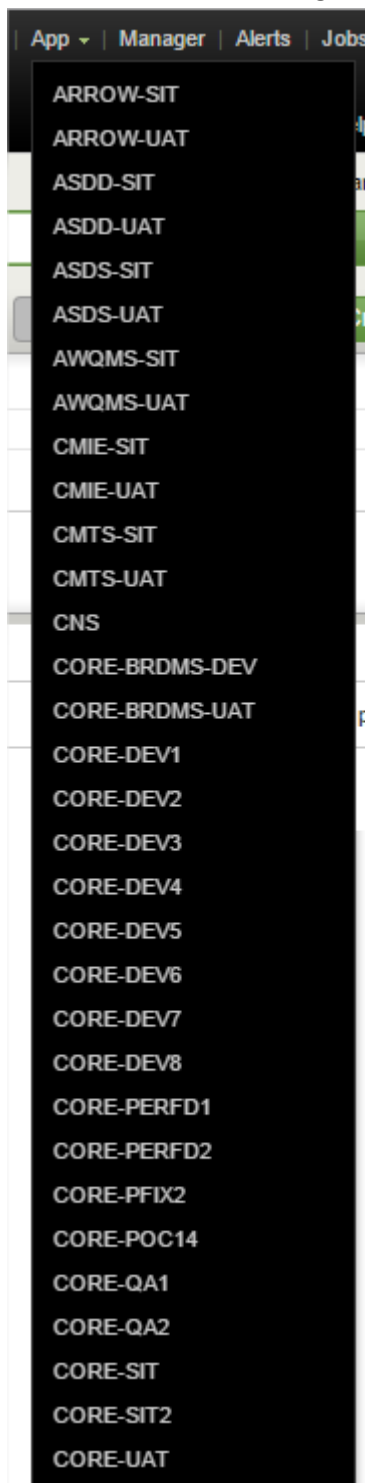 App | Manager | Alerts | Jobs
ARROW-SIT
ARROW-UAT
ASDD-SIT
ASDD-UAT
ASDS-SIT
ASDS-UAT
AWQMS-SIT
AWQMS-UAT
CMIE-SIT
CMIE-UAT
CMTS-SIT
CMTS-UAT
CNS
CORE-BRDMS-DEV
CORE-BRDMS-UAT
CORE-DEV1
CORE-DEV2
CORE-DEV3
CORE-DEV4
CORE-DEV5
CORE-DEV6
CORE-DEV7
CORE-DEV8
CORE-PERFD1
CORE-PERFD2
CORE-PFIX2
CORE-POC14
CORE-QA1
CORE-QA2
CORE-SIT
CORE-SIT2
CORE-UAT